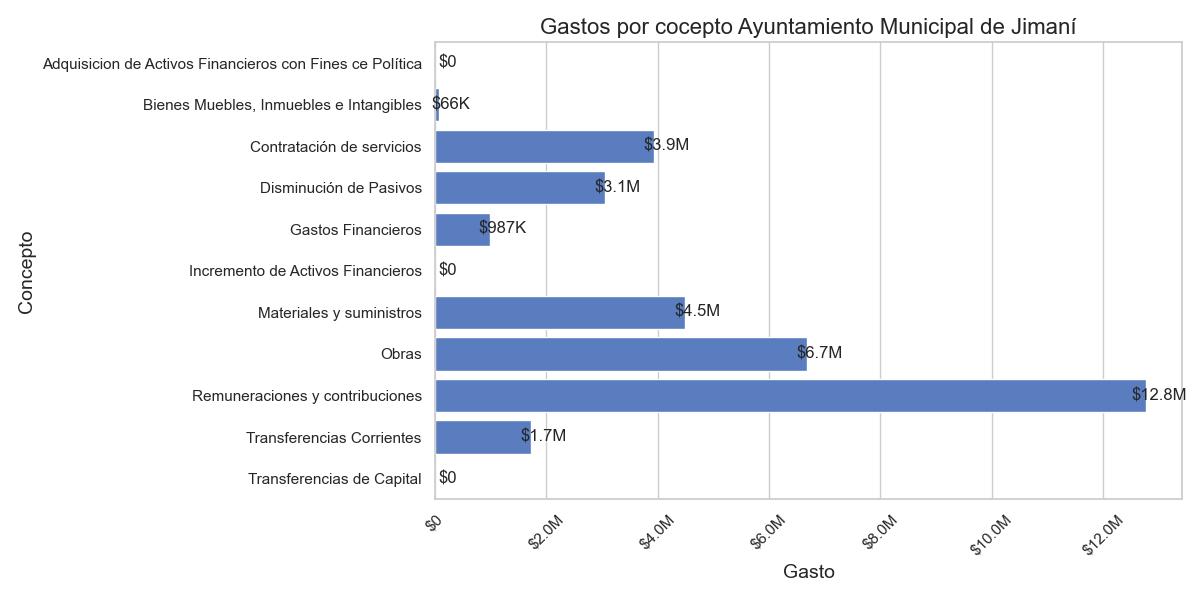 Gastos por cocepto Ayuntamiento Municipal de Jimaní
Adquisicion de Activos Financieros con Fines ce Política $0
Bienes Muebles, Inmuebles e Intangibles $66K
Contratación de servicios $3.9M
Disminución de Pasivos $3.1M
Gastos Financieros $987K
Incremento de Activos Financieros $0
Materiales y suministros $4.5M
Obras $6.7M
Remuneraciones y contribuciones $12.8M
Transferencias Corrientes $1.7M
Transferencias de Capital $0
Concepto
$0 $2.0M $4.0M $6.0M $8.0M $10.0M $12.0M
Gasto